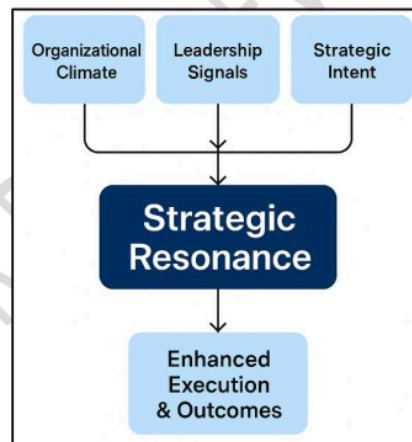 Organizational
Climate
Leadership
Signals
Strategic
Intent
Strategic
Resonance
Enhanced
Execution
& Outcomes